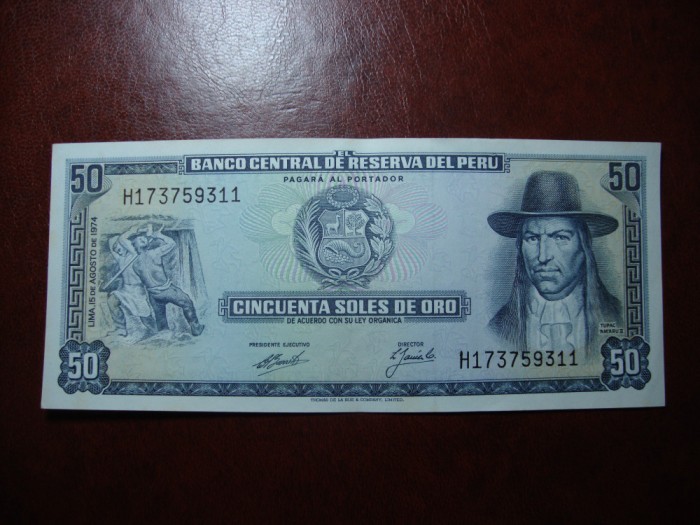 EL
BANCO CENTRAL DE RESERVA DEL PERU
50
50
PAGARÁ AL PORTADOR
H173759311
LIMA, 15 DE AGOSTO DE 1974
CINCUENTA SOLES DE ORO
DE ACUERDO CON SU LEY ORGÁNICA
TUPAC
AMARU II
PRESIDENTE EJECUTIVO
DIRECTOR
H173759311
50
50
THOMAS DE LA RUE & COMPANY, LIMITED.